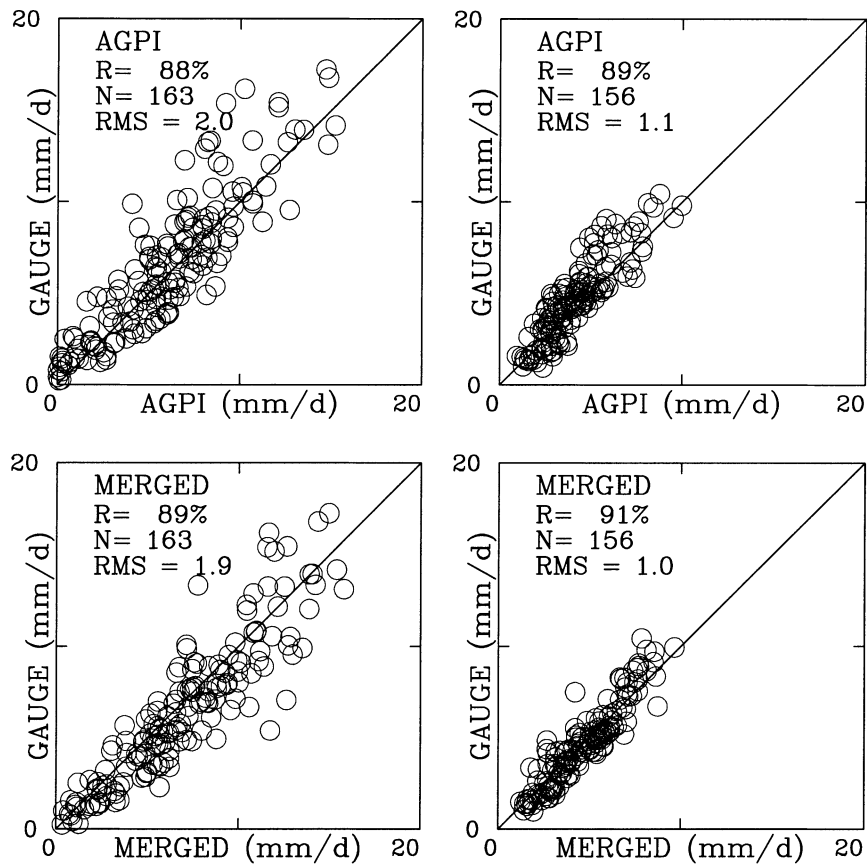 20
AGPI
R= 88%
N= 163
RMS = 2.0
GAUGE (mm/d)
0
0
AGPI (mm/d)
20
20
AGPI
R= 89%
N= 156
RMS = 1.1
GAUGE (mm/d)
0
0
AGPI (mm/d)
20
20
MERGED
R= 89%
N= 163
RMS = 1.9
GAUGE (mm/d)
0
0
MERGED (mm/d)
20
20
MERGED
R= 91%
N= 156
RMS = 1.0
GAUGE (mm/d)
0
0
MERGED (mm/d)
20